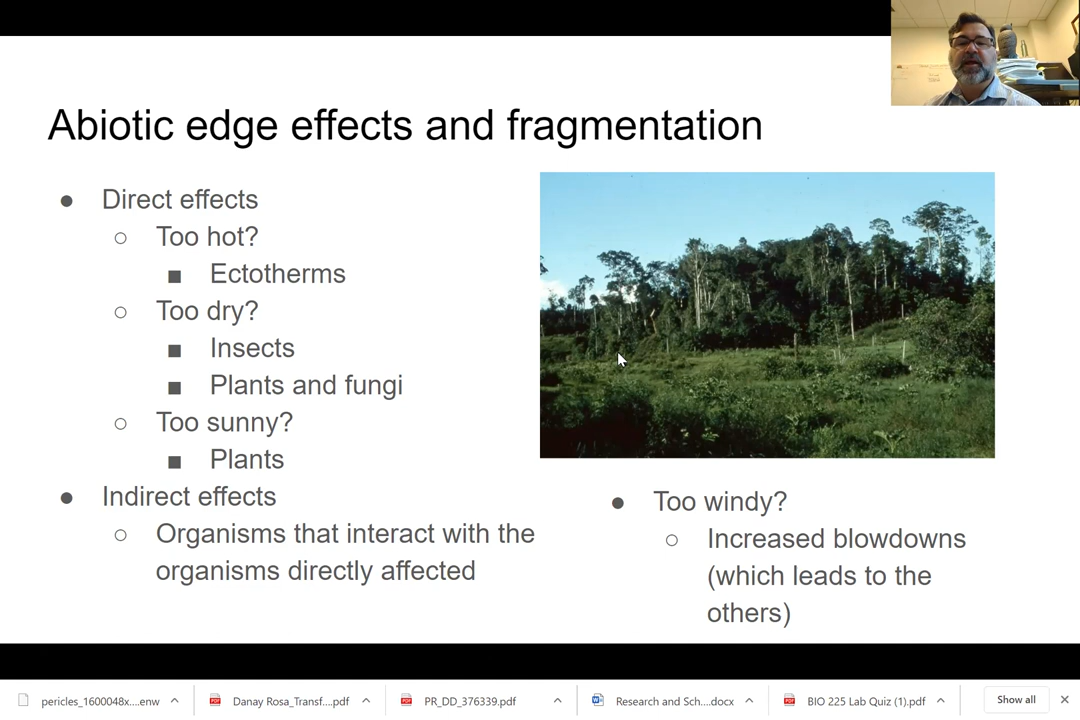 Abiotic edge effects and fragmentation
● Direct effects
○ Too hot?
■ Ectotherms
○ Too dry?
■ Insects
■ Plants and fungi
○ Too sunny?
■ Plants
● Indirect effects
○ Organisms that interact with the
organisms directly affected
● Too windy?
○ Increased blowdowns
(which leads to the
others)
pericles_1600048x....enw
Danay Rosa_Transf....pdf
PR_DD_376339.pdf
Research and Sch....docx
BIO 225 Lab Quiz (1).pdf
Show all